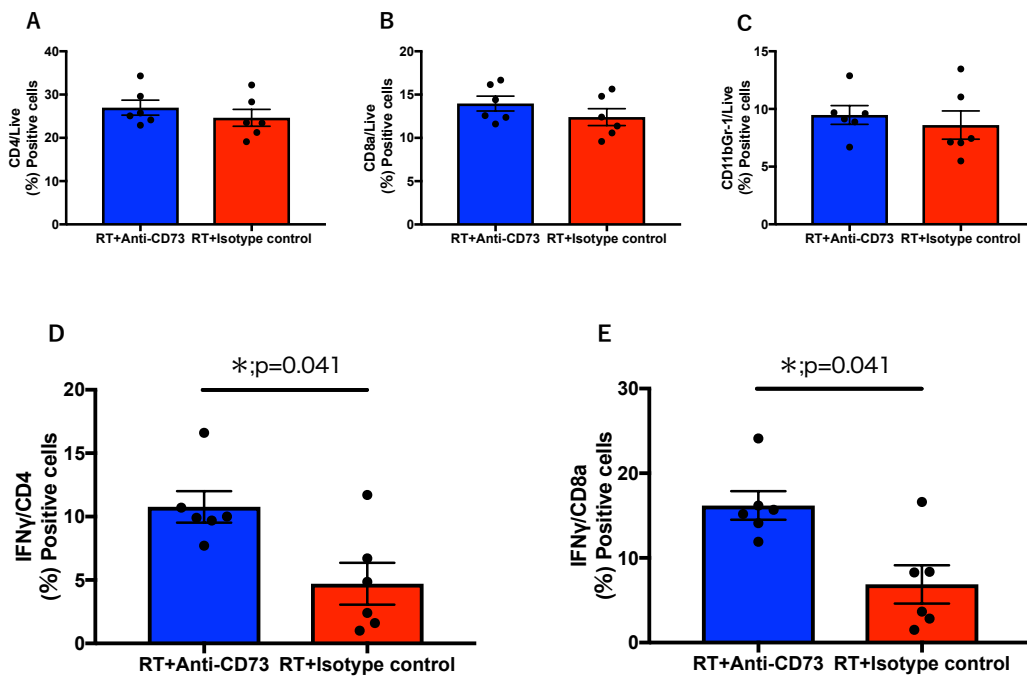 A
CD4/Live
(%) Positive cells
40
30
20
10
0
RT+Anti-CD73 RT+Isotype control
B
CD8a/Live
(%) Positive cells
20
15
10
5
0
RT+Anti-CD73 RT+Isotype control
C
CD11bGr-1/Live
(%) Positive cells
15
10
5
0
RT+Anti-CD73 RT+Isotype control
D
*;p=0.041
IFNγ/CD4
(%) Positive cells
20
15
10
5
0
RT+Anti-CD73 RT+Isotype control
E
*;p=0.041
IFNγ/CD8a
(%) Positive cells
30
20
10
0
RT+Anti-CD73 RT+Isotype control